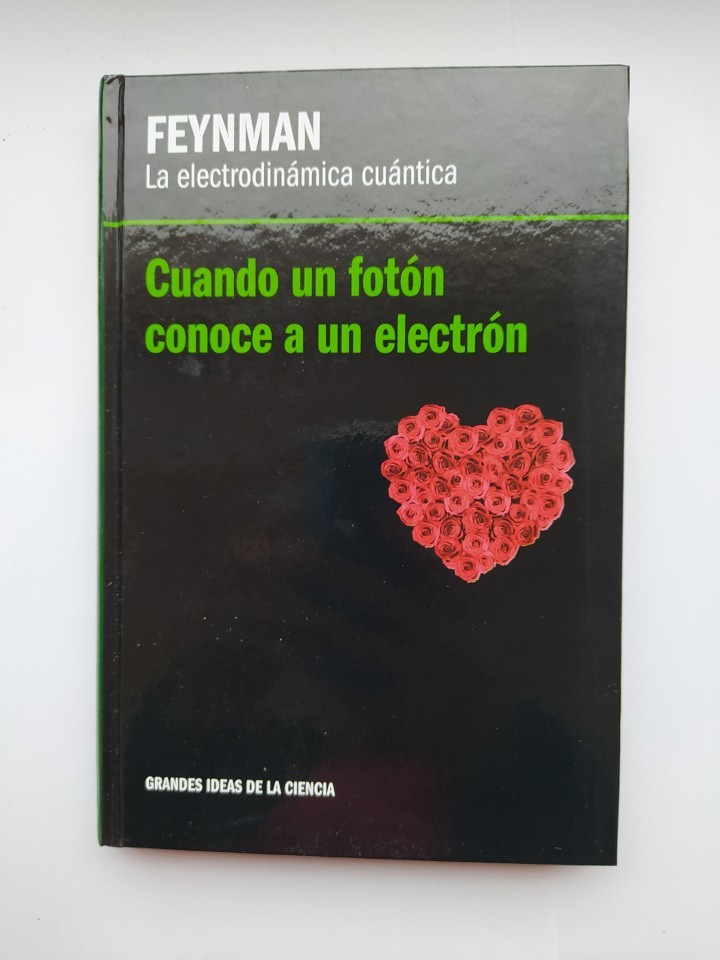 FEYNMAN
La electrodinámica cuántica
Cuando un fotón
conoce a un electrón
GRANDES IDEAS DE LA CIENCIA